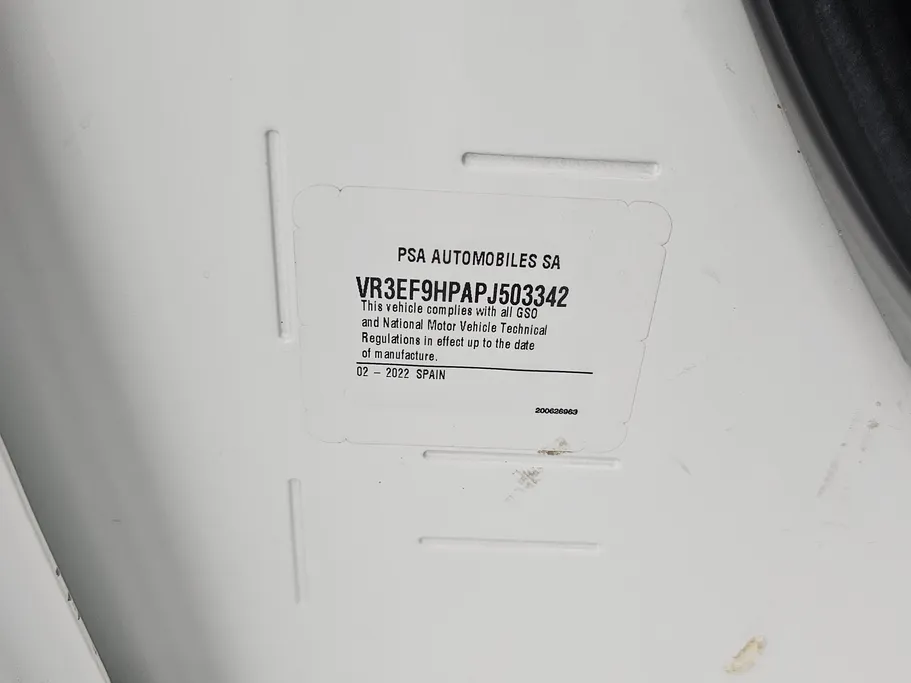 PSA AUTOMOBILES SA
VR3EF9HPAPJ503342
This vehicle complies with all GSO
and National Motor Vehicle Technical
Regulations in effect up to the date
of manufacture.
02 – 2022 SPAIN
200626963